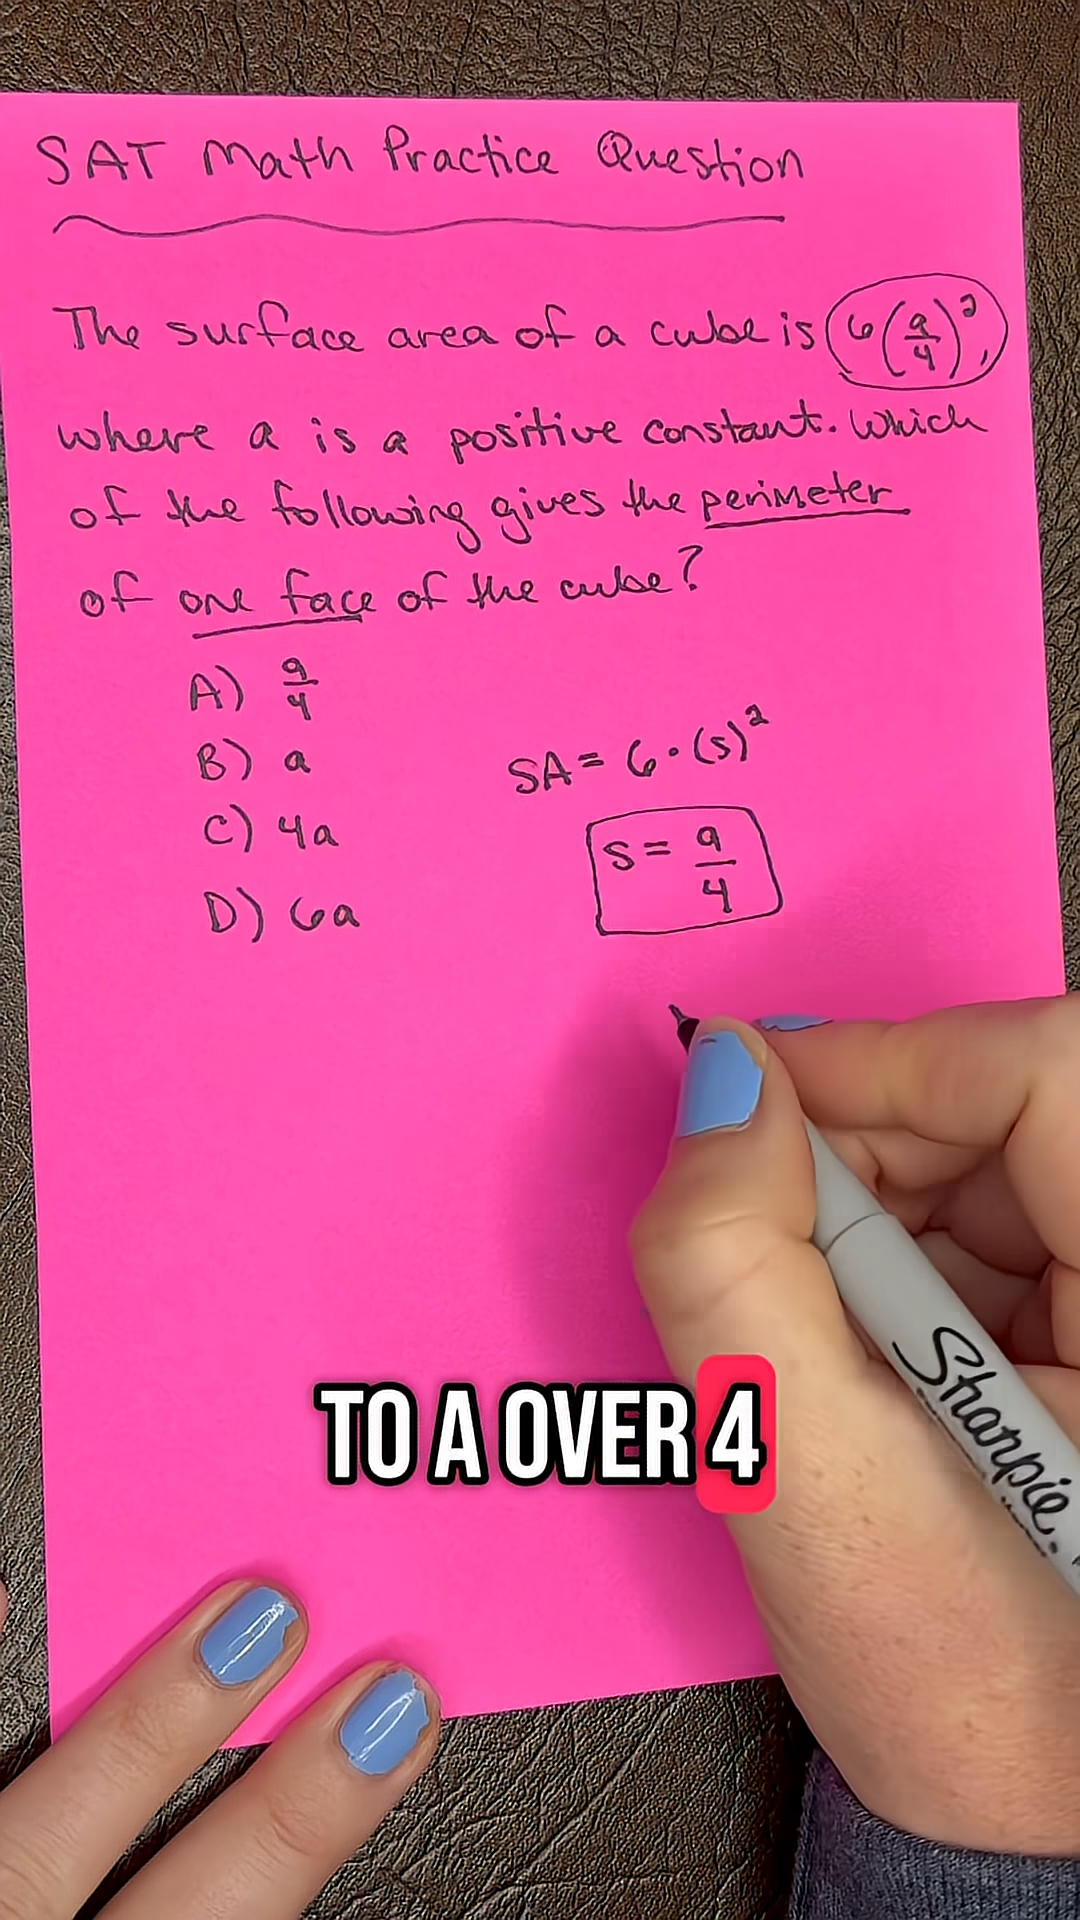 SAT Math Practice Question
The surface area of a cube is 6(a/4)²,
where a is a positive constant. Which
of the following gives the perimeter
of one face of the cube?
A) a/4
B) a
C) 4a
D) 6a
SA = 6 · (s)²
s = a/4
TO A OVER 4
Sharpie.